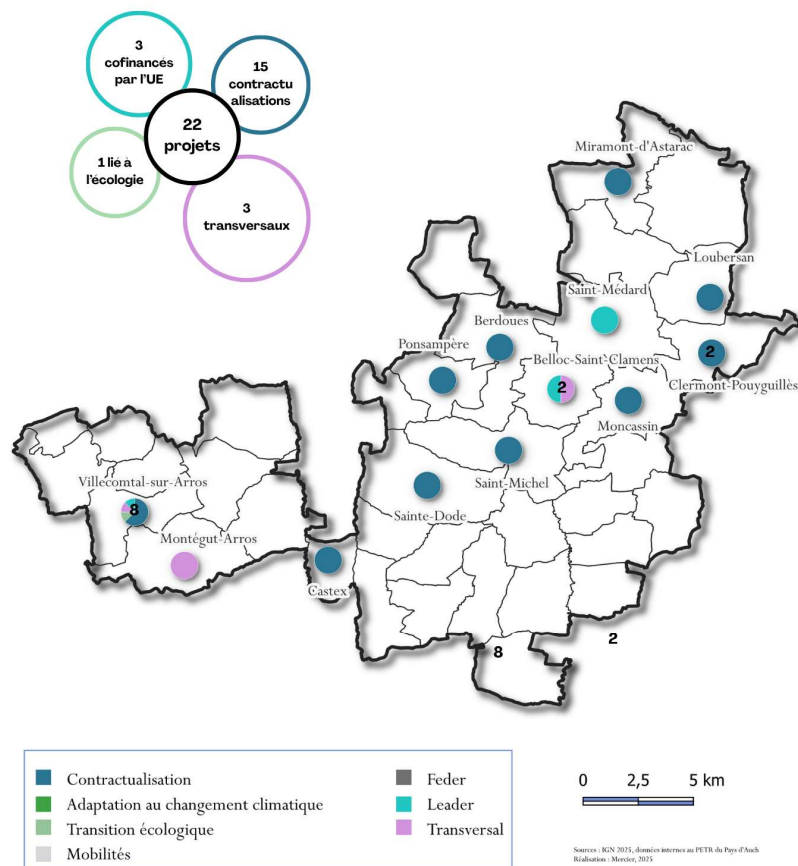 3
cofinancés
par l'UE
15
contractu
alisations
22
projets
1 lié à
l'écologie
3
transversaux
Miramont-d'Astarac
Loubersan
Saint-Médard
Berdoues
Ponsampère
Belloc-Saint-Clamens
2
2
Clermont-Pouyguillès
Moncassin
Saint-Michel
Villecomtal-sur-Arros
8
Sainte-Dode
Montégut-Arros
Castex
8
2
Contractualisation
Adaptation au changement climatique
Transition écologique
Mobilités
Feder
Leader
Transversal
0 2,5 5 km
Sources : IGN 2025, données internes au PETR du Pays d'Auch
Réalisation : Mercier, 2025